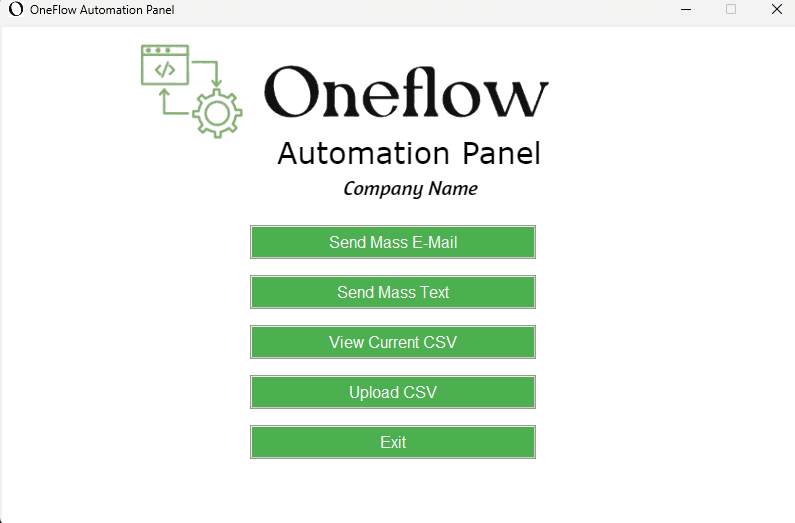 OneFlow Automation Panel
</>
Oneflow
Automation Panel
Company Name
Send Mass E-Mail
Send Mass Text
View Current CSV
Upload CSV
Exit